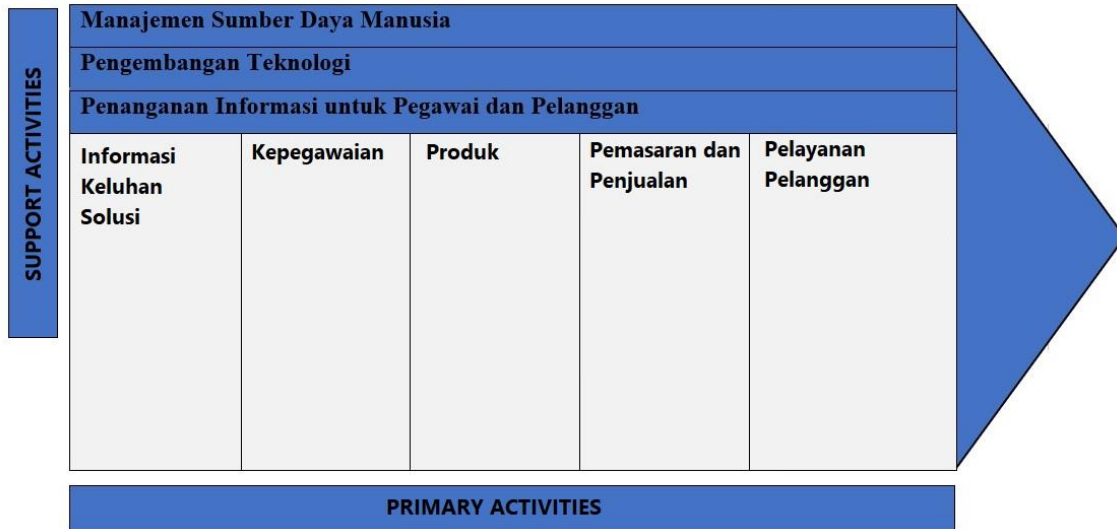 SUPPORT ACTIVITIES
Manajemen Sumber Daya Manusia
Pengembangan Teknologi
Penanganan Informasi untuk Pegawai dan Pelanggan
Informasi
Keluhan
Solusi
Kepegawaian
Produk
Pemasaran dan
Penjualan
Pelayanan
Pelanggan
PRIMARY ACTIVITIES